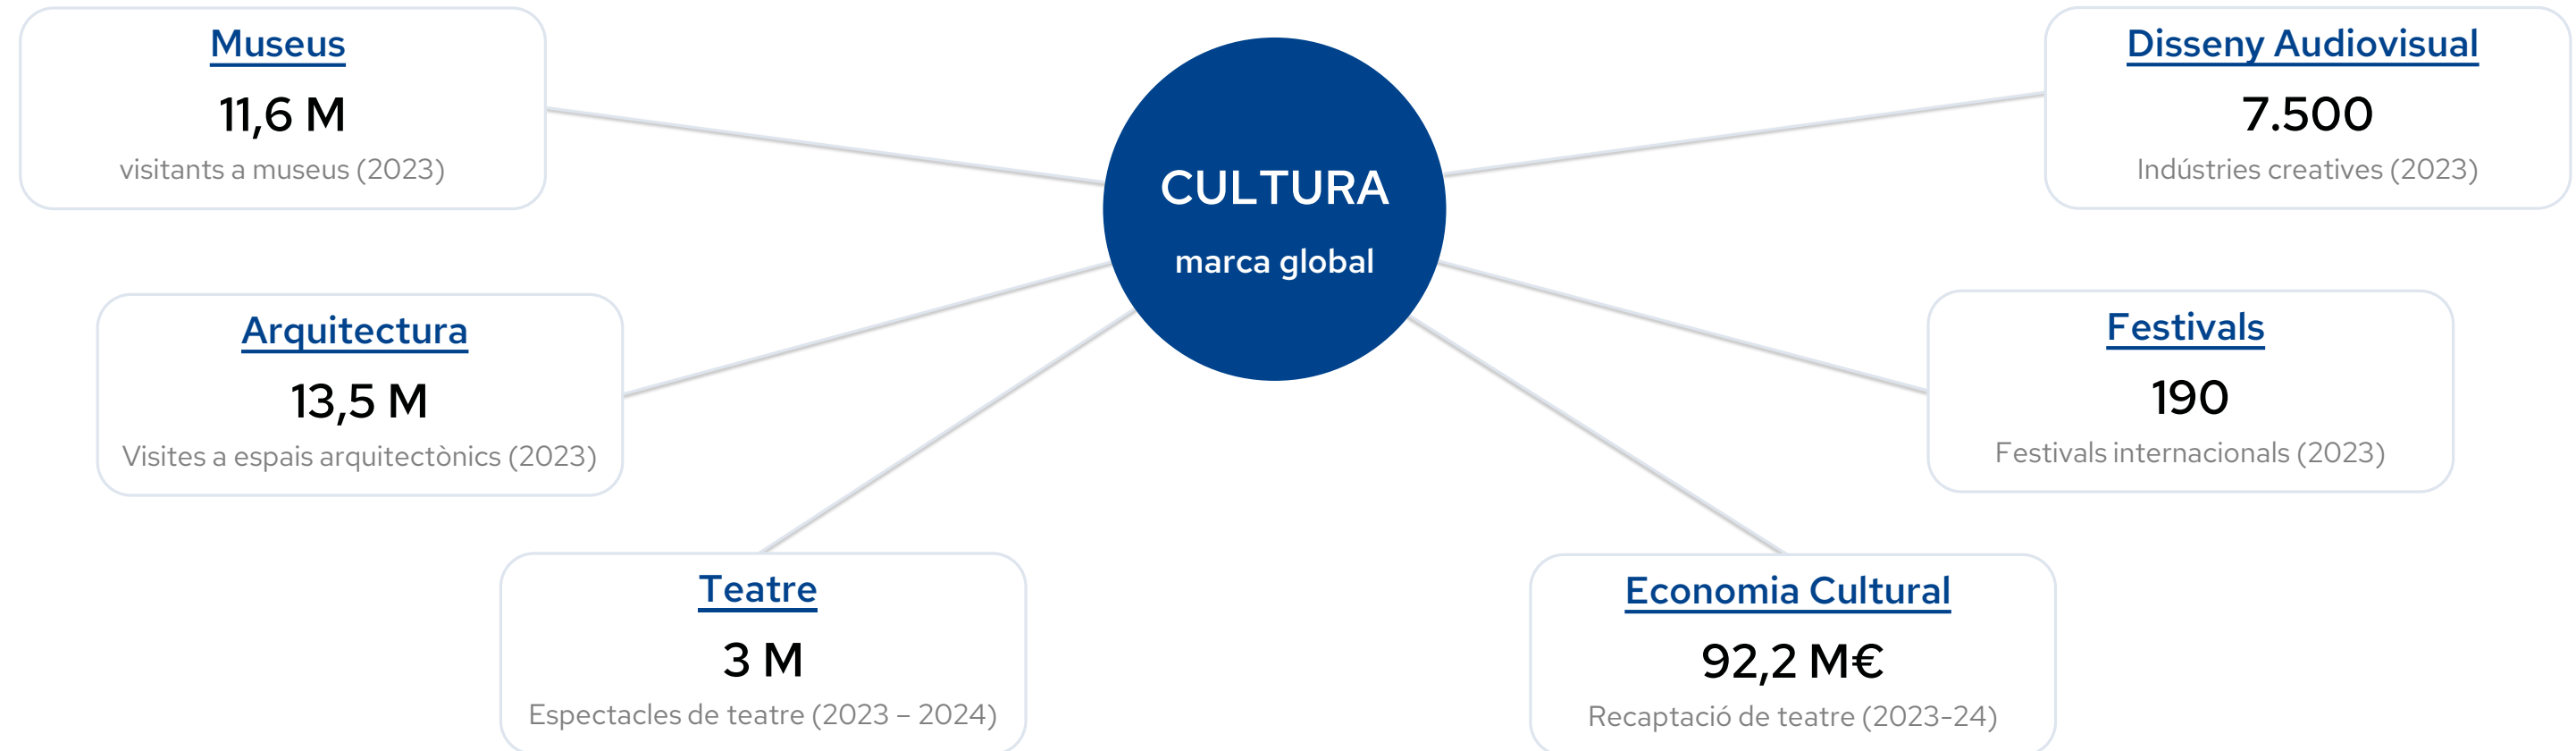 Museus
11,6 M
visitants a museus (2023)
CULTURA
marca global
Disseny Audiovisual
7.500
Indústries creatives (2023)
Arquitectura
13,5 M
Visites a espais arquitectònics (2023)
Festivals
190
Festivals internacionals (2023)
Teatre
3 M
Espectacles de teatre (2023 – 2024)
Economia Cultural
92,2 M€
Recaptació de teatre (2023-24)